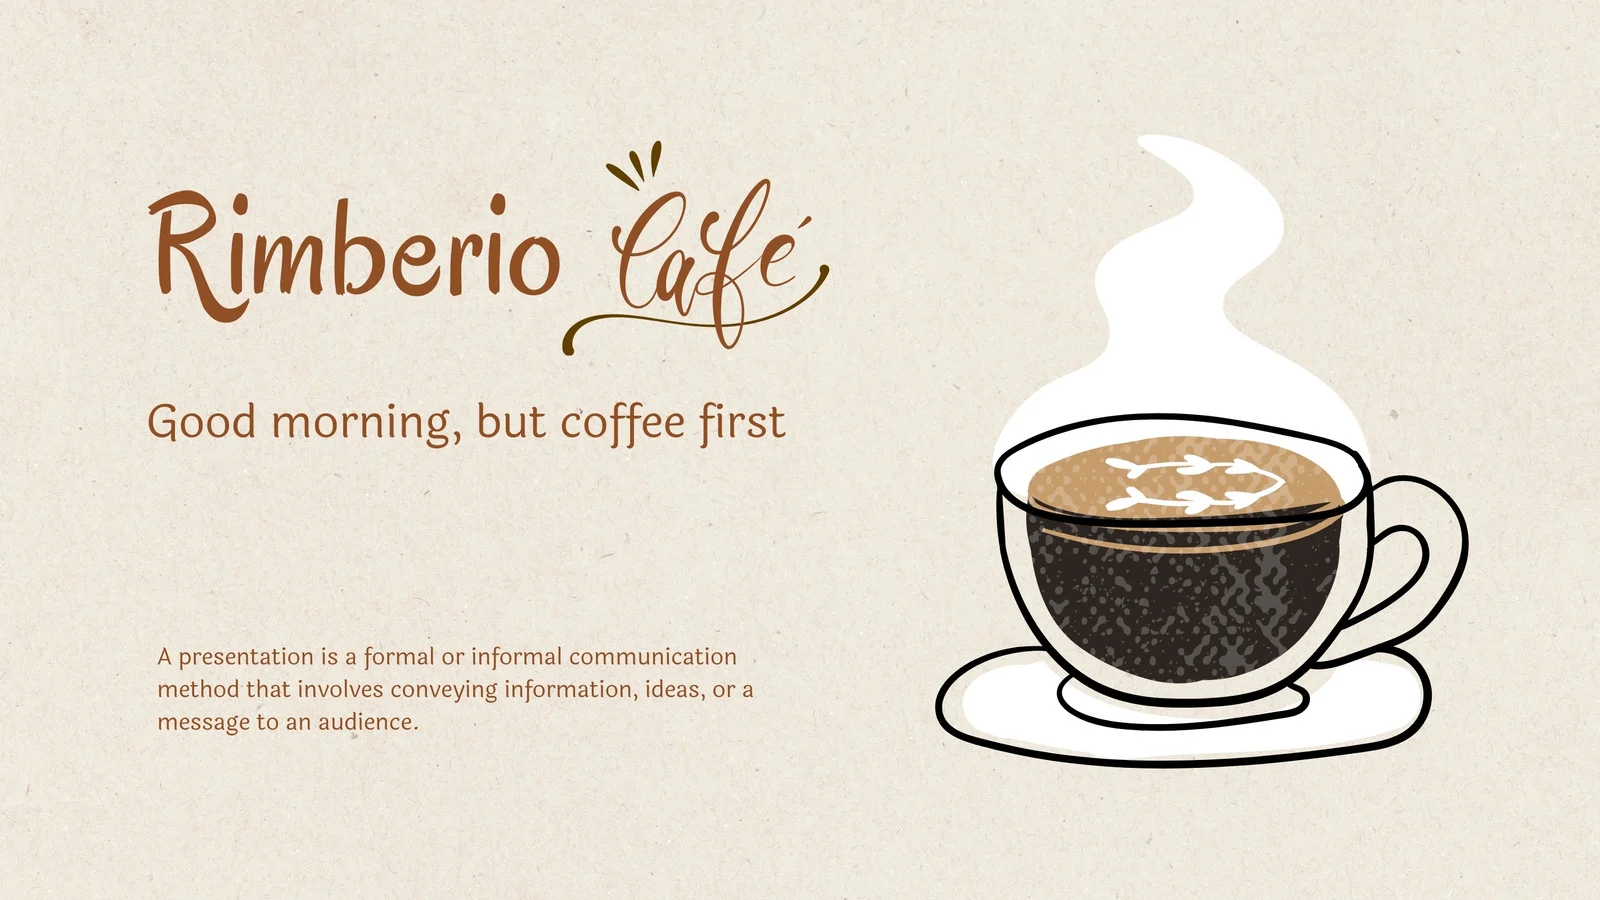 Rimberio Café
Good morning, but coffee first
A presentation is a formal or informal communication
method that involves conveying information, ideas, or a
message to an audience.